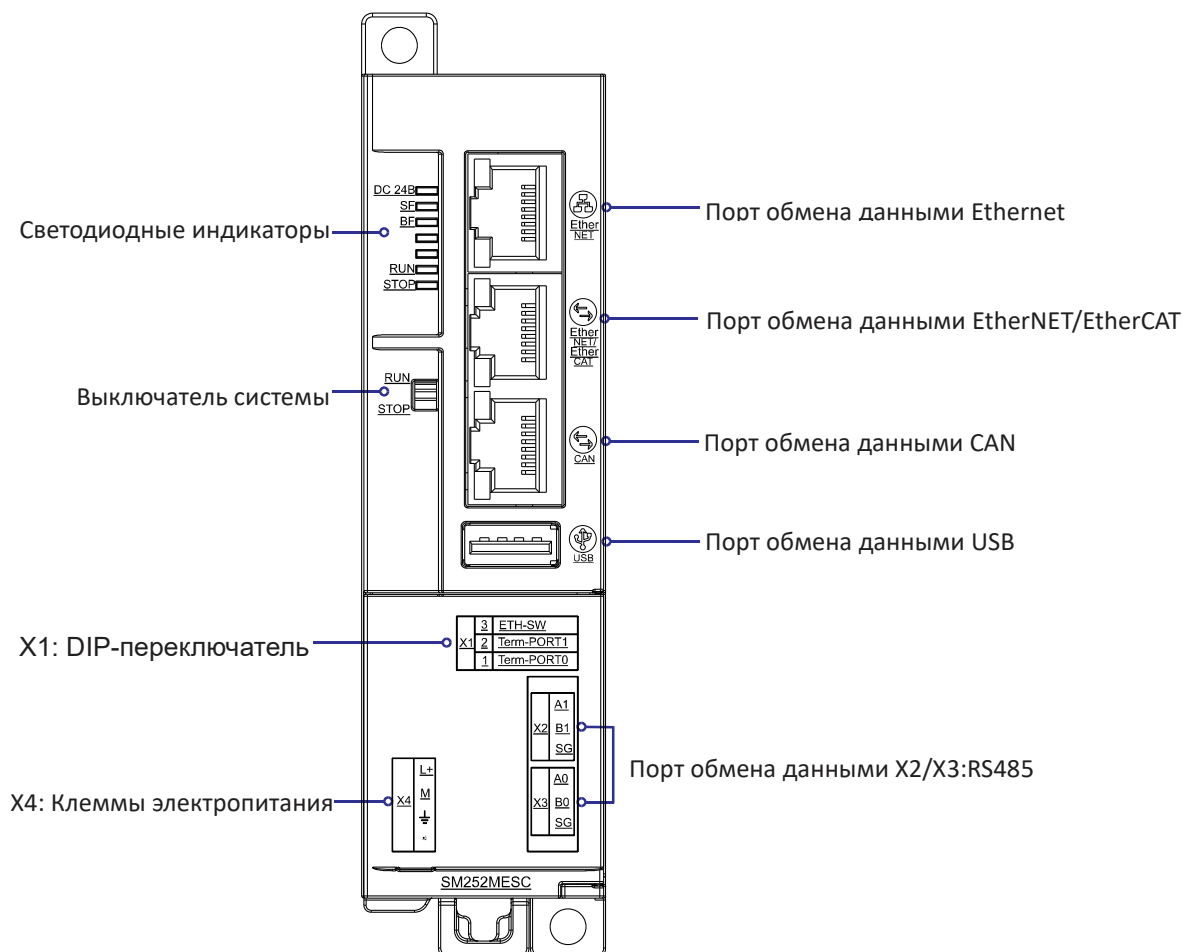 DC 24B
SF
BF
RUN
STOP
Светодиодные индикаторы
Ether
NET
Порт обмена данными Ethernet
Ether
NET/
Ether
CAT
Порт обмена данными EtherNET/EtherCAT
RUN
STOP
Выключатель системы
CAN
Порт обмена данными CAN
USB
Порт обмена данными USB
X1: DIP-переключатель
X1
3 ETH-SW
2 Term-PORT1
1 Term-PORT0
X2
A1
B1
SG
X3
A0
B0
SG
Порт обмена данными X2/X3:RS485
X4: Клеммы электропитания
X4
L+
M
SM252MESC